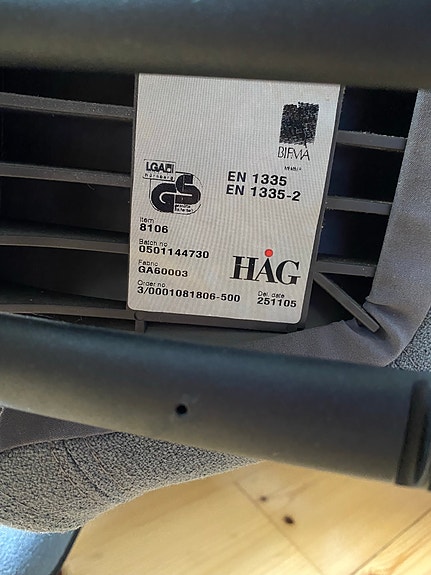 BIFMA
LGA
nürnberg
GS
EN 1335
EN 1335-2
Item
8106
Batch no
0501144730
Fabric
GA60003
HÅG
Order no
3/0001081806-500
Del. date
251105